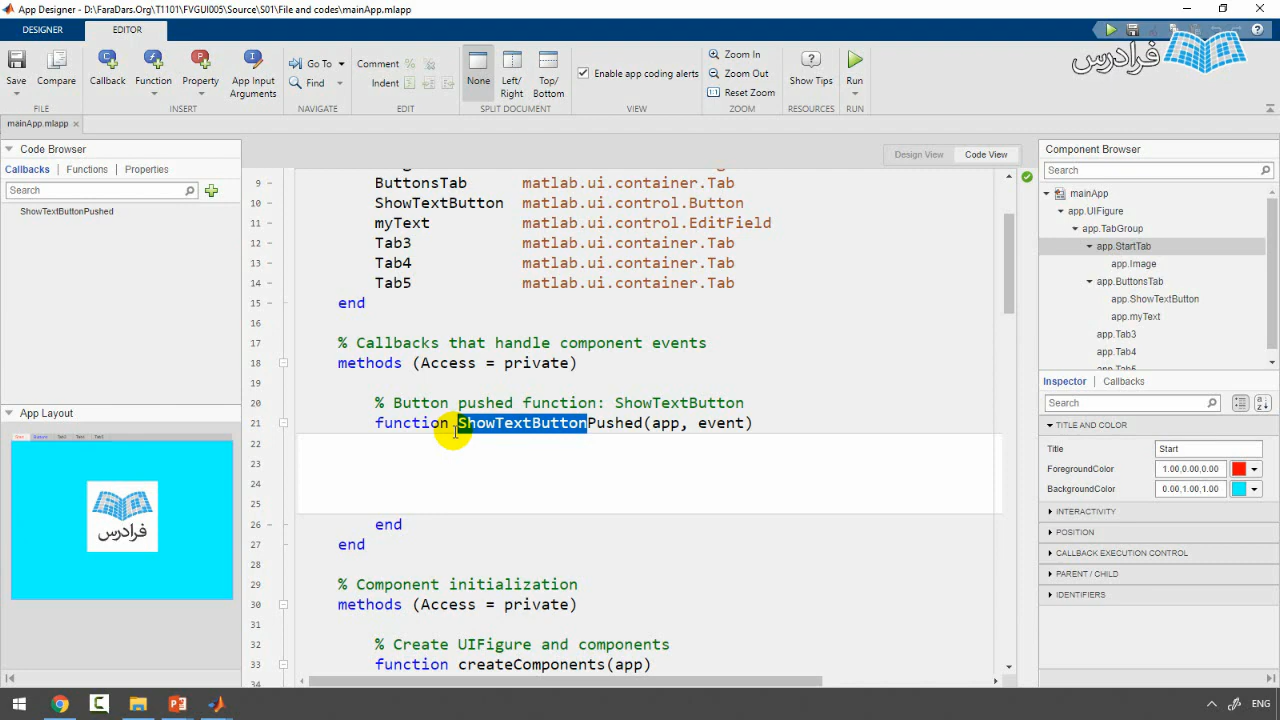 App Designer - D:\FaraDars.Org\T1101\FVGUI005\Source\S01\File and codes\mainApp.mlapp
DESIGNER
EDITOR
فرادرس
Save
Compare
Callback
Function
Property
App Input
Arguments
Go To
Find
Comment
Indent
None
Left/
Right
Top/
Bottom
Enable app coding alerts
Zoom In
Zoom Out
Reset Zoom
Show Tips
Run
FILE
INSERT
NAVIGATE
EDIT
SPLIT DOCUMENT
VIEW
ZOOM
RESOURCES
RUN
mainApp.mlapp
Code Browser
Callbacks
Functions
Properties
Search
ShowTextButtonPushed
App Layout
فرادرس
Design View
Code View
9 ButtonsTab matlab.ui.container.Tab
10 ShowTextButton matlab.ui.control.Button
11 myText matlab.ui.control.EditField
12 Tab3 matlab.ui.container.Tab
13 Tab4 matlab.ui.container.Tab
14 Tab5 matlab.ui.container.Tab
15 end
16
17 % Callbacks that handle component events
18 methods (Access = private)
19
20 % Button pushed function: ShowTextButton
21 function ShowTextButtonPushed(app, event)
22
23
24
25
26 end
27 end
28
29 % Component initialization
30 methods (Access = private)
31
32 % Create UIFigure and components
33 function createComponents(app)
34
Component Browser
Search
mainApp
app.UIFigure
app.TabGroup
app.StartTab
app.Image
app.ButtonsTab
app.ShowTextButton
app.myText
app.Tab3
app.Tab4
app.Tab5
Inspector
Callbacks
Search
TITLE AND COLOR
Title Start
ForegroundColor 1.00,0.00,0.00
BackgroundColor 0.00,1.00,1.00
INTERACTIVITY
POSITION
CALLBACK EXECUTION CONTROL
PARENT / CHILD
IDENTIFIERS
ENG